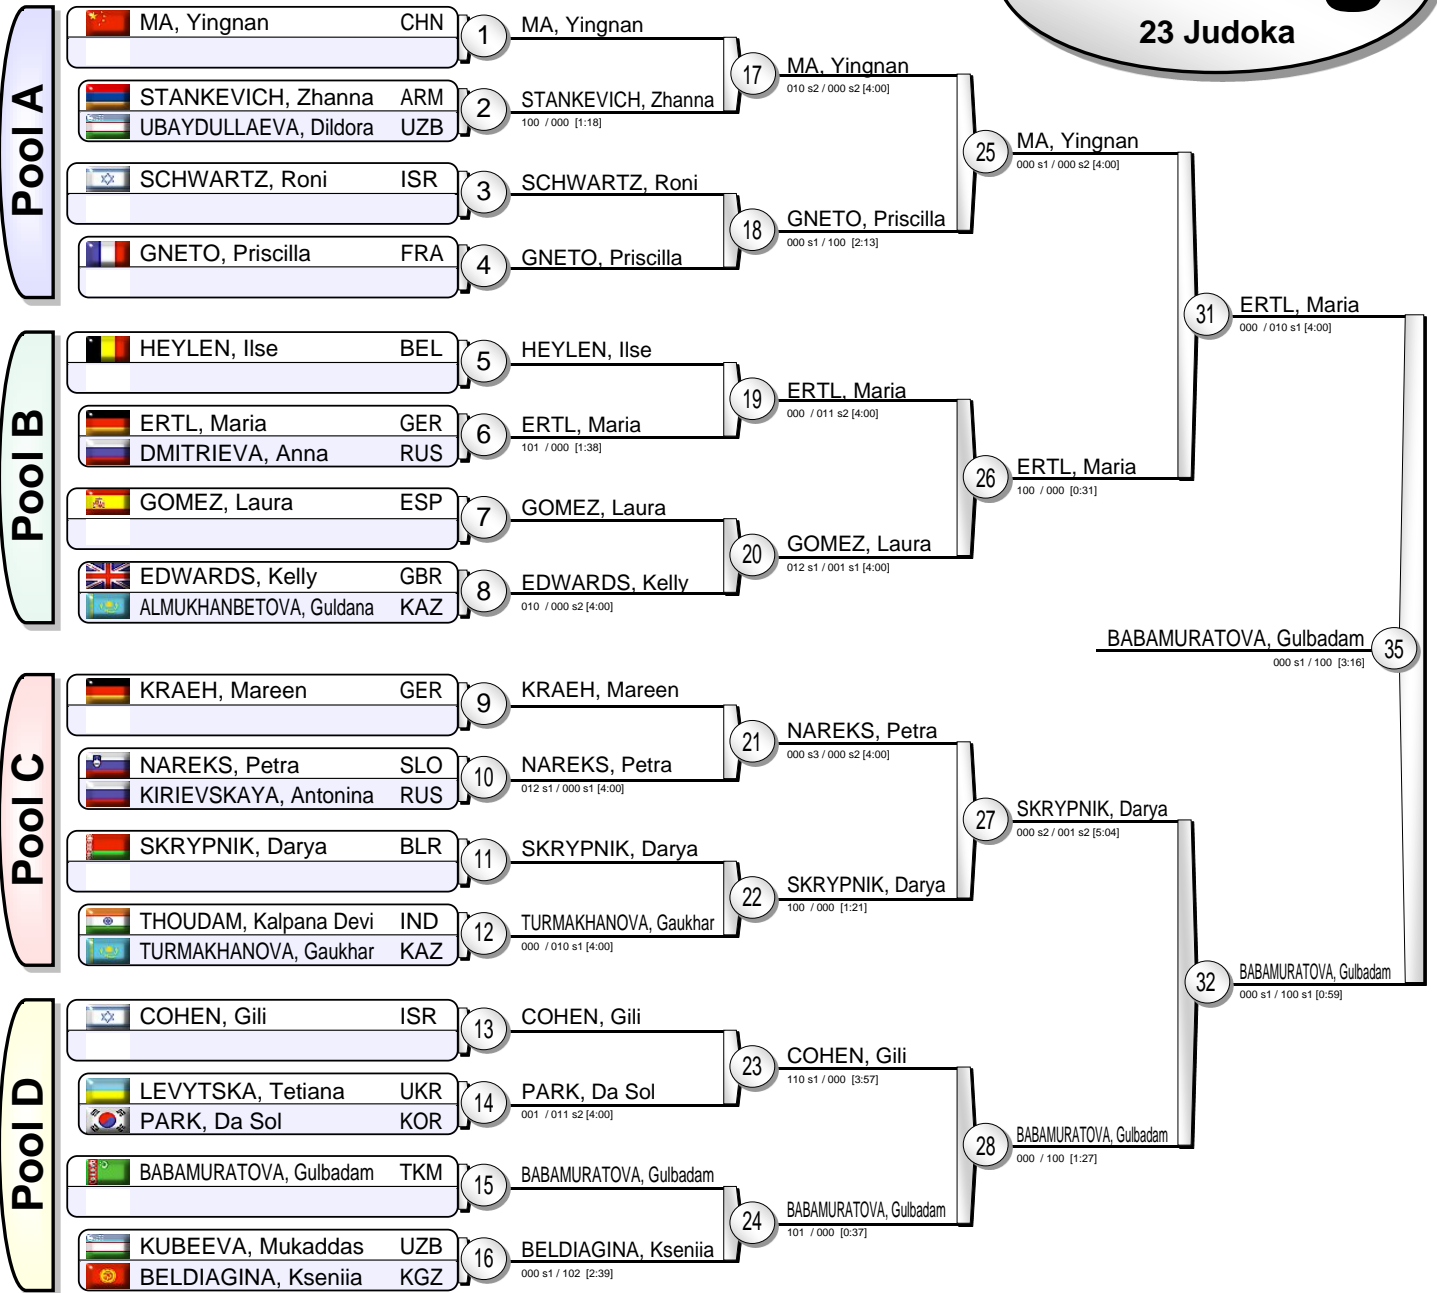 23 Judoka
Pool A
MA, Yingnan CHN
STANKEVICH, Zhanna ARM
UBAYDULLAEVA, Dildora UZB
SCHWARTZ, Roni ISR
GNETO, Priscilla FRA
1
2
3
4
MA, Yingnan
STANKEVICH, Zhanna
100 / 000 [1:18]
SCHWARTZ, Roni
GNETO, Priscilla
17
18
MA, Yingnan
010 s2 / 000 s2 [4:00]
GNETO, Priscilla
000 s1 / 100 [2:13]
25
MA, Yingnan
000 s1 / 000 s2 [4:00]
Pool B
HEYLEN, Ilse BEL
ERTL, Maria GER
DMITRIEVA, Anna RUS
GOMEZ, Laura ESP
EDWARDS, Kelly GBR
ALMUKHANBETOVA, Guldana KAZ
5
6
7
8
HEYLEN, Ilse
ERTL, Maria
101 / 000 [1:38]
GOMEZ, Laura
EDWARDS, Kelly
010 / 000 s2 [4:00]
19
20
ERTL, Maria
000 / 011 s2 [4:00]
GOMEZ, Laura
012 s1 / 001 s1 [4:00]
26
ERTL, Maria
100 / 000 [0:31]
31
ERTL, Maria
000 / 010 s1 [4:00]
BABAMURATOVA, Gulbadam
000 s1 / 100 [3:16]
35
Pool C
KRAEH, Mareen GER
NAREKS, Petra SLO
KIRIEVSKAYA, Antonina RUS
SKRYPNIK, Darya BLR
THOUDAM, Kalpana Devi IND
TURMAKHANOVA, Gaukhar KAZ
9
10
11
12
KRAEH, Mareen
NAREKS, Petra
012 s1 / 000 s1 [4:00]
SKRYPNIK, Darya
TURMAKHANOVA, Gaukhar
000 / 010 s1 [4:00]
21
22
NAREKS, Petra
000 s3 / 000 s2 [4:00]
SKRYPNIK, Darya
100 / 000 [1:21]
27
SKRYPNIK, Darya
000 s2 / 001 s2 [5:04]
Pool D
COHEN, Gili ISR
LEVYTSKA, Tetiana UKR
PARK, Da Sol KOR
BABAMURATOVA, Gulbadam TKM
KUBEEVA, Mukaddas UZB
BELDIAGINA, Kseniia KGZ
13
14
15
16
COHEN, Gili
PARK, Da Sol
001 / 011 s2 [4:00]
BABAMURATOVA, Gulbadam
BELDIAGINA, Kseniia
000 s1 / 102 [2:39]
23
24
COHEN, Gili
110 s1 / 000 [3:57]
BABAMURATOVA, Gulbadam
101 / 000 [0:37]
28
BABAMURATOVA, Gulbadam
000 / 100 [1:27]
32
BABAMURATOVA, Gulbadam
000 s1 / 100 s1 [0:59]